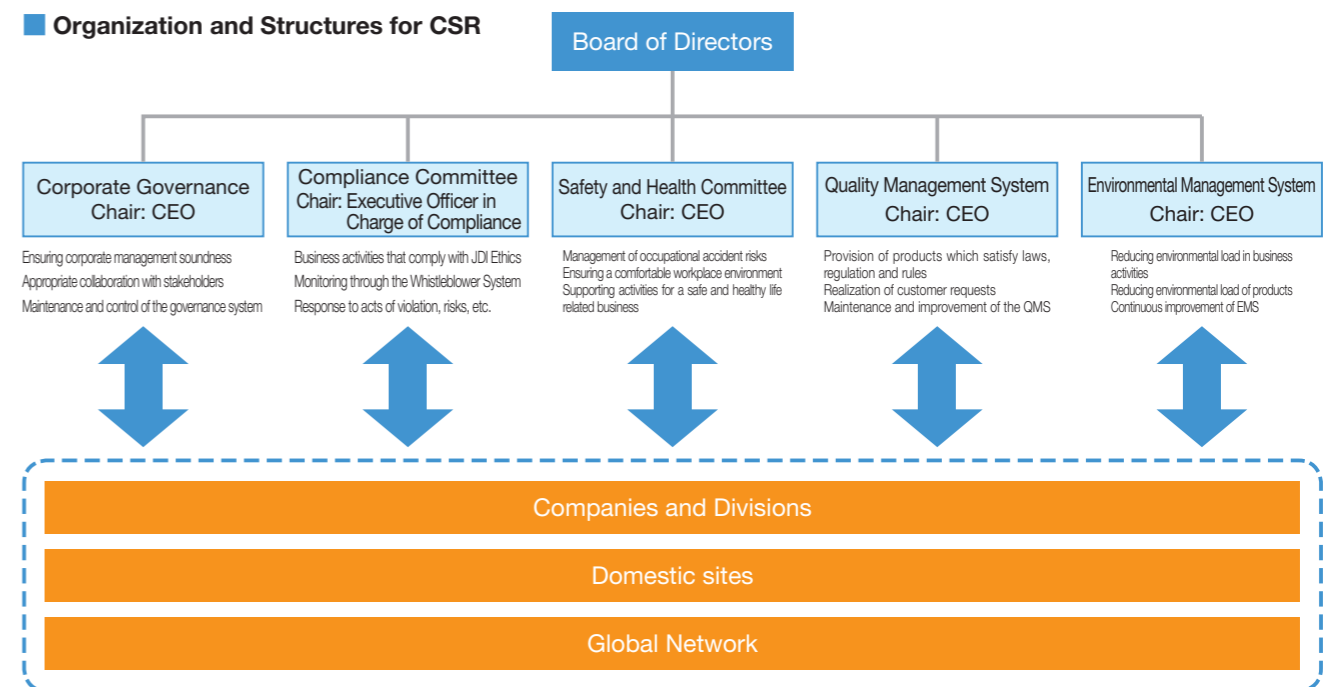 Organization and Structures for CSR
Board of Directors
Corporate Governance
Chair: CEO
Ensuring corporate management soundness
Appropriate collaboration with stakeholders
Maintenance and control of the governance system
Compliance Committee
Chair: Executive Officer in
Charge of Compliance
Business activities that comply with JDI Ethics
Monitoring through the Whistleblower System
Response to acts of violation, risks, etc.
Safety and Health Committee
Chair: CEO
Management of occupational accident risks
Ensuring a comfortable workplace environment
Supporting activities for a safe and healthy life
related business
Quality Management System
Chair: CEO
Provision of products which satisfy laws,
regulation and rules
Realization of customer requests
Maintenance and improvement of the QMS
Environmental Management System
Chair: CEO
Reducing environmental load in business
activities
Reducing environmental load of products
Continuous improvement of EMS
Companies and Divisions
Domestic sites
Global Network